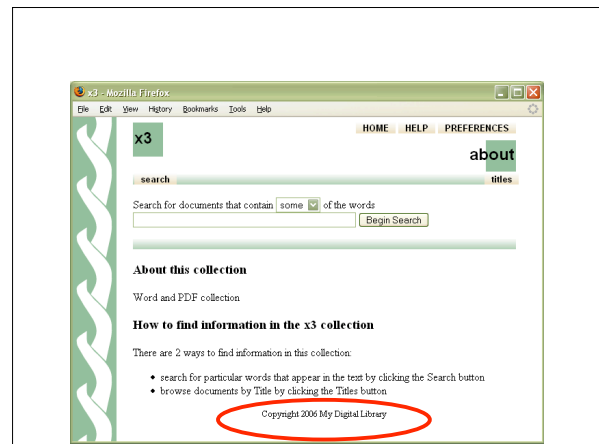 x3 - Mozilla Firefox
File Edit View History Bookmarks Tools Help
HOME HELP PREFERENCES
x3
about
search titles
Search for documents that contain some of the words
Begin Search
About this collection
Word and PDF collection
How to find information in the x3 collection
There are 2 ways to find information in this collection:
• search for particular words that appear in the text by clicking the Search button
• browse documents by Title by clicking the Titles button
Copyright 2006 My Digital Library